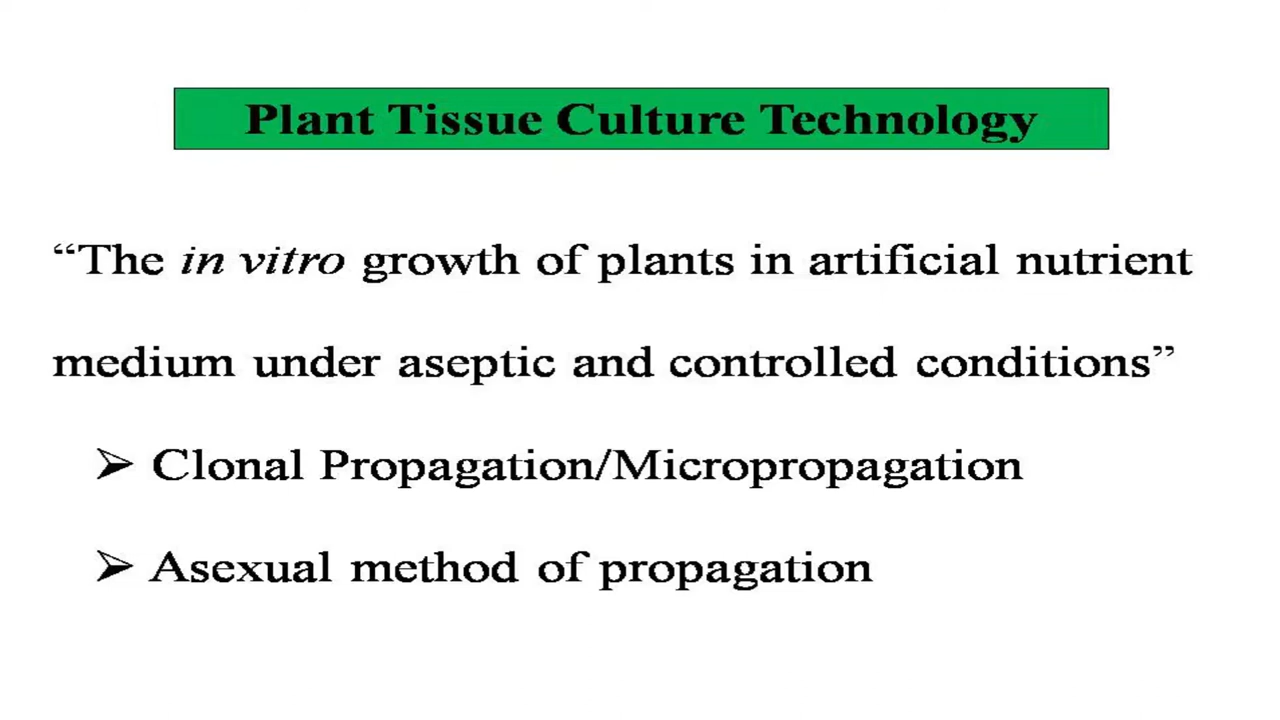 Plant Tissue Culture Technology
“The in vitro growth of plants in artificial nutrient
medium under aseptic and controlled conditions”
➢ Clonal Propagation/Micropropagation
➢ Asexual method of propagation